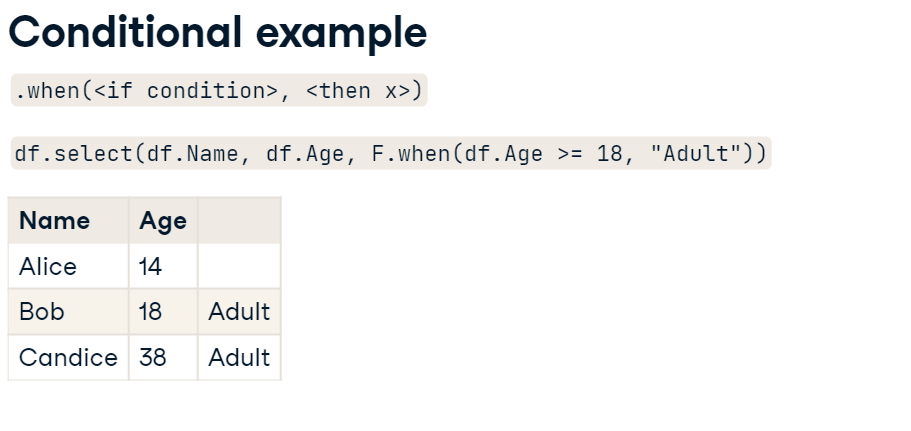 Conditional example
.when(<if condition>, <then x>)
df.select(df.Name, df.Age, F.when(df.Age >= 18, "Adult"))
Name Age
Alice 14
Bob 18 Adult
Candice 38 Adult